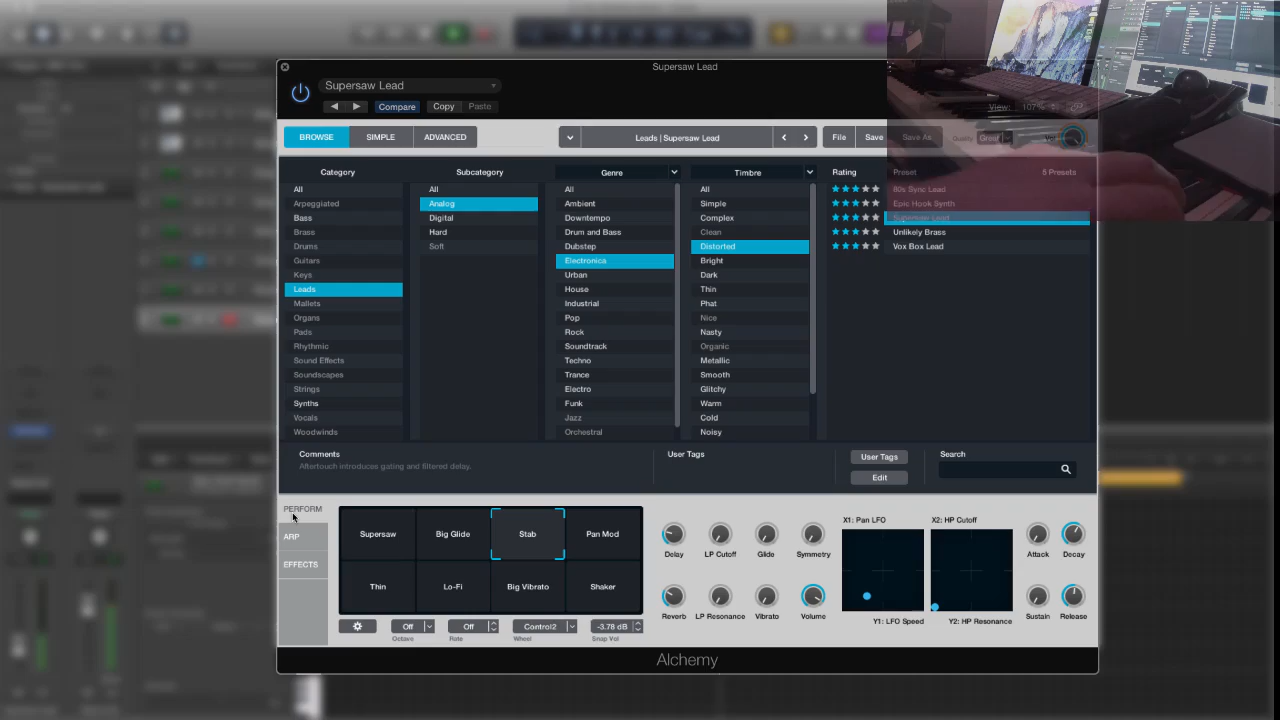 Supersaw Lead
Supersaw Lead
Compare Copy Paste View: 107%
BROWSE SIMPLE ADVANCED Leads | Supersaw Lead File Save Save As Quality Great Vol
Category Subcategory Genre Timbre Rating Preset 5 Presets
All All All All 80s Sync Lead
Arpeggiated Analog Ambient Simple Epic Hook Synth
Bass Digital Downtempo Complex Supersaw Lead
Brass Hard Drum and Bass Clean Unlikely Brass
Drums Soft Dubstep Distorted Vox Box Lead
Guitars Electronica Bright
Keys Urban Dark
Leads House Thin
Mallets Industrial Phat
Organs Pop Nice
Pads Rock Nasty
Rhythmic Soundtrack Organic
Sound Effects Techno Metallic
Soundscapes Trance Smooth
Strings Electro Glitchy
Synths Funk Warm
Vocals Jazz Cold
Woodwinds Orchestral Noisy
Comments User Tags User Tags Search
Aftertouch introduces gating and filtered delay.
Edit
PERFORM
ARP
EFFECTS
Supersaw Big Glide Stab Pan Mod
Thin Lo-Fi Big Vibrato Shaker
Off Off Control2 -3.78 dB
Octave Rate Wheel Snap Vol
Delay LP Cutoff Glide Symmetry
Reverb LP Resonance Vibrato Volume
X1: Pan LFO X2: HP Cutoff
Y1: LFO Speed Y2: HP Resonance
Attack Decay
Sustain Release
Alchemy